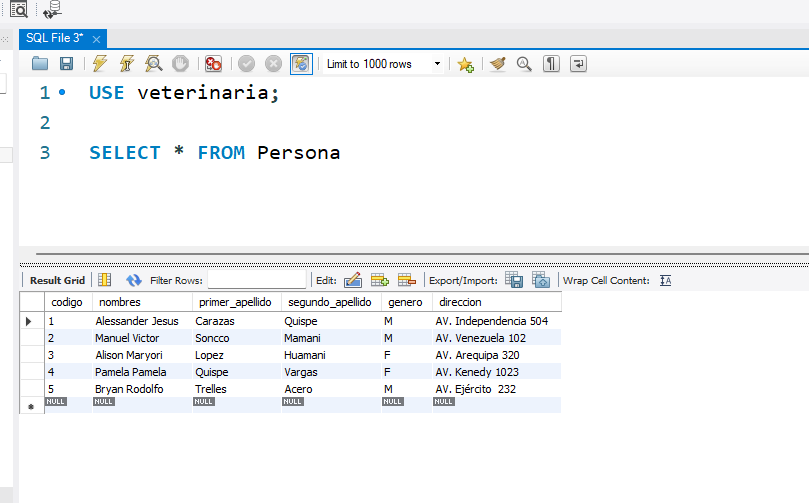 SQL File 3*
Limit to 1000 rows
1 USE veterinaria;
2
3 SELECT * FROM Persona
Result Grid Filter Rows: Edit: Export/Import: Wrap Cell Content:
codigo nombres primer_apellido segundo_apellido genero direccion
1 Alessander Jesus Carazas Quispe M AV. Independencia 504
2 Manuel Victor Soncco Mamani M AV. Venezuela 102
3 Alison Maryori Lopez Huamani F AV. Arequipa 320
4 Pamela Pamela Quispe Vargas F AV. Kenedy 1023
5 Bryan Rodolfo Trelles Acero M AV. Ejército 232
NULL NULL NULL NULL NULL NULL